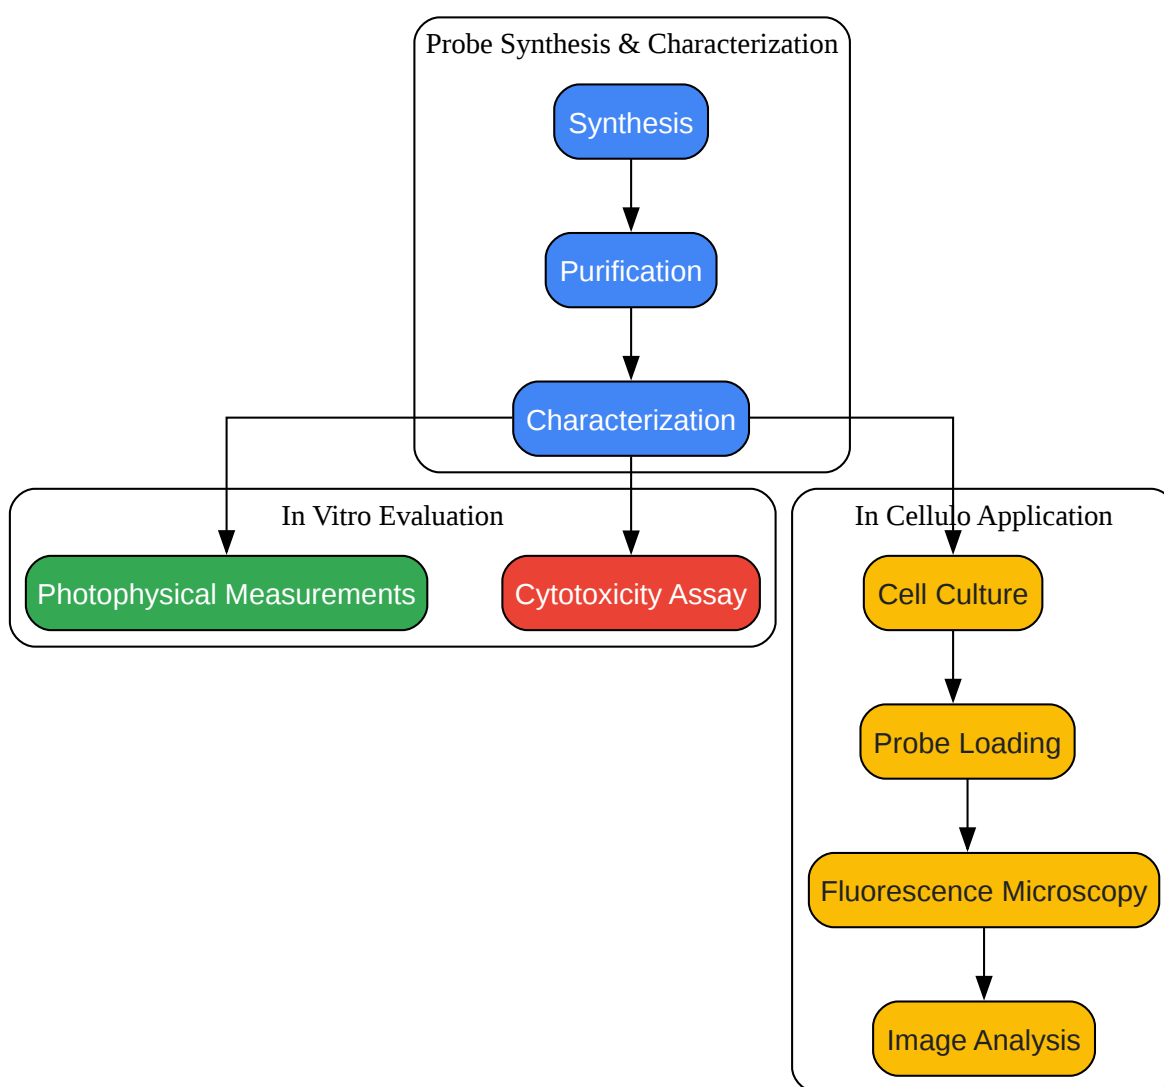 Probe Synthesis & Characterization
Synthesis
Purification
Characterization
In Vitro Evaluation
Photophysical Measurements
Cytotoxicity Assay
In Cellulo Application
Cell Culture
Probe Loading
Fluorescence Microscopy
Image Analysis